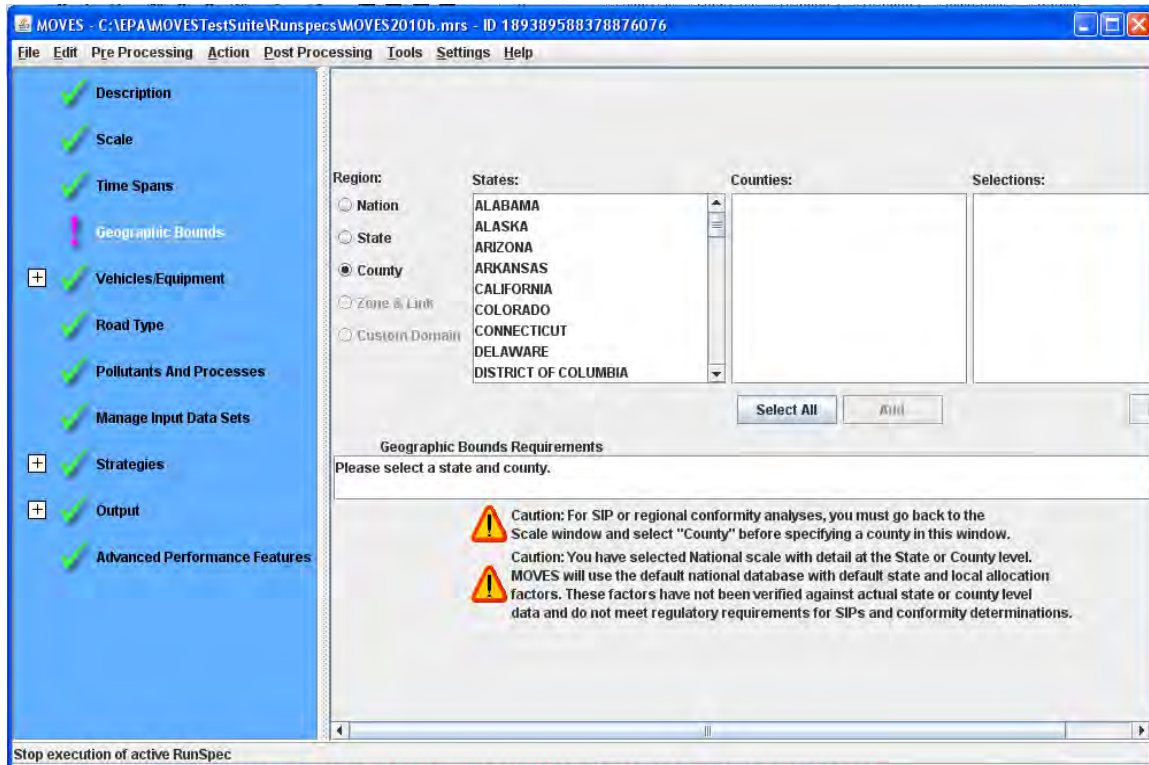 MOVES - C:\EPA\MOVESTestSuite\Runspecs\MOVES2010b.mrs - ID 189389588378876076
File Edit Pre Processing Action Post Processing Tools Settings Help
Description
Scale
Time Spans
Geographic Bounds
Vehicles/Equipment
Road Type
Pollutants And Processes
Manage Input Data Sets
Strategies
Output
Advanced Performance Features
Region:
Nation
State
County
Zone & Link
Custom Domain
States:
ALABAMA
ALASKA
ARIZONA
ARKANSAS
CALIFORNIA
COLORADO
CONNECTICUT
DELAWARE
DISTRICT OF COLUMBIA
Counties:
Selections:
Select All
Add
Geographic Bounds Requirements
Please select a state and county.
Caution: For SIP or regional conformity analyses, you must go back to the
Scale window and select "County" before specifying a county in this window.
Caution: You have selected National scale with detail at the State or County level.
MOVES will use the default national database with default state and local allocation
factors. These factors have not been verified against actual state or county level
data and do not meet regulatory requirements for SIPs and conformity determinations.
Stop execution of active RunSpec